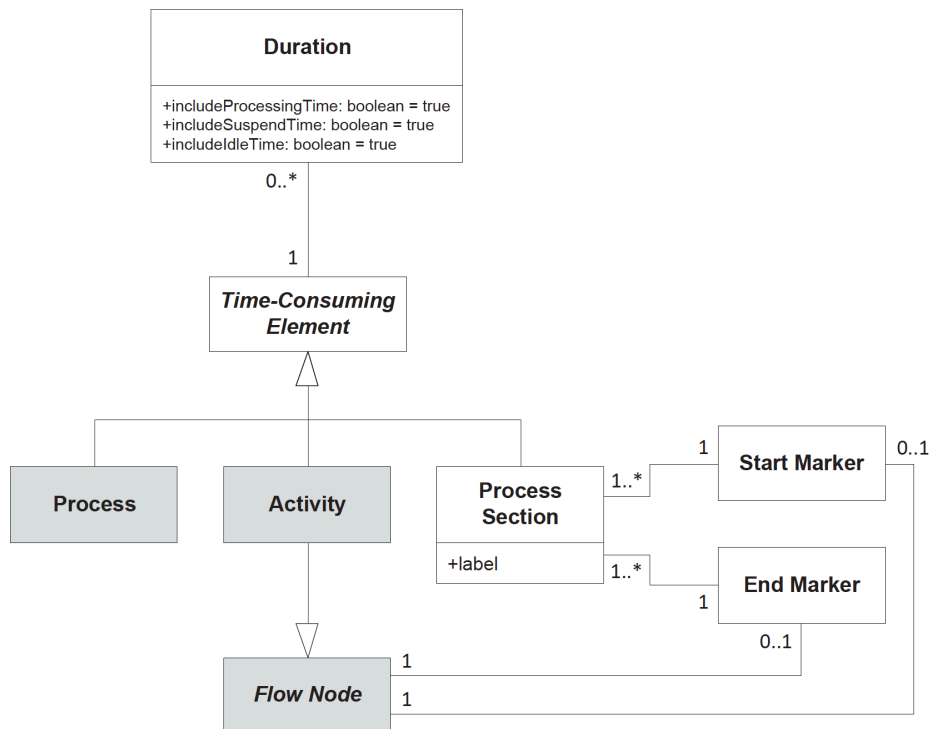 Duration
+includeProcessingTime: boolean = true
+includeSuspendTime: boolean = true
+includeIdleTime: boolean = true
0..*
1
Time-Consuming
Element
Process
Activity
Process
Section
+label
1..*
1
Start Marker
0..1
1..*
1
End Marker
0..1
Flow Node
1
1